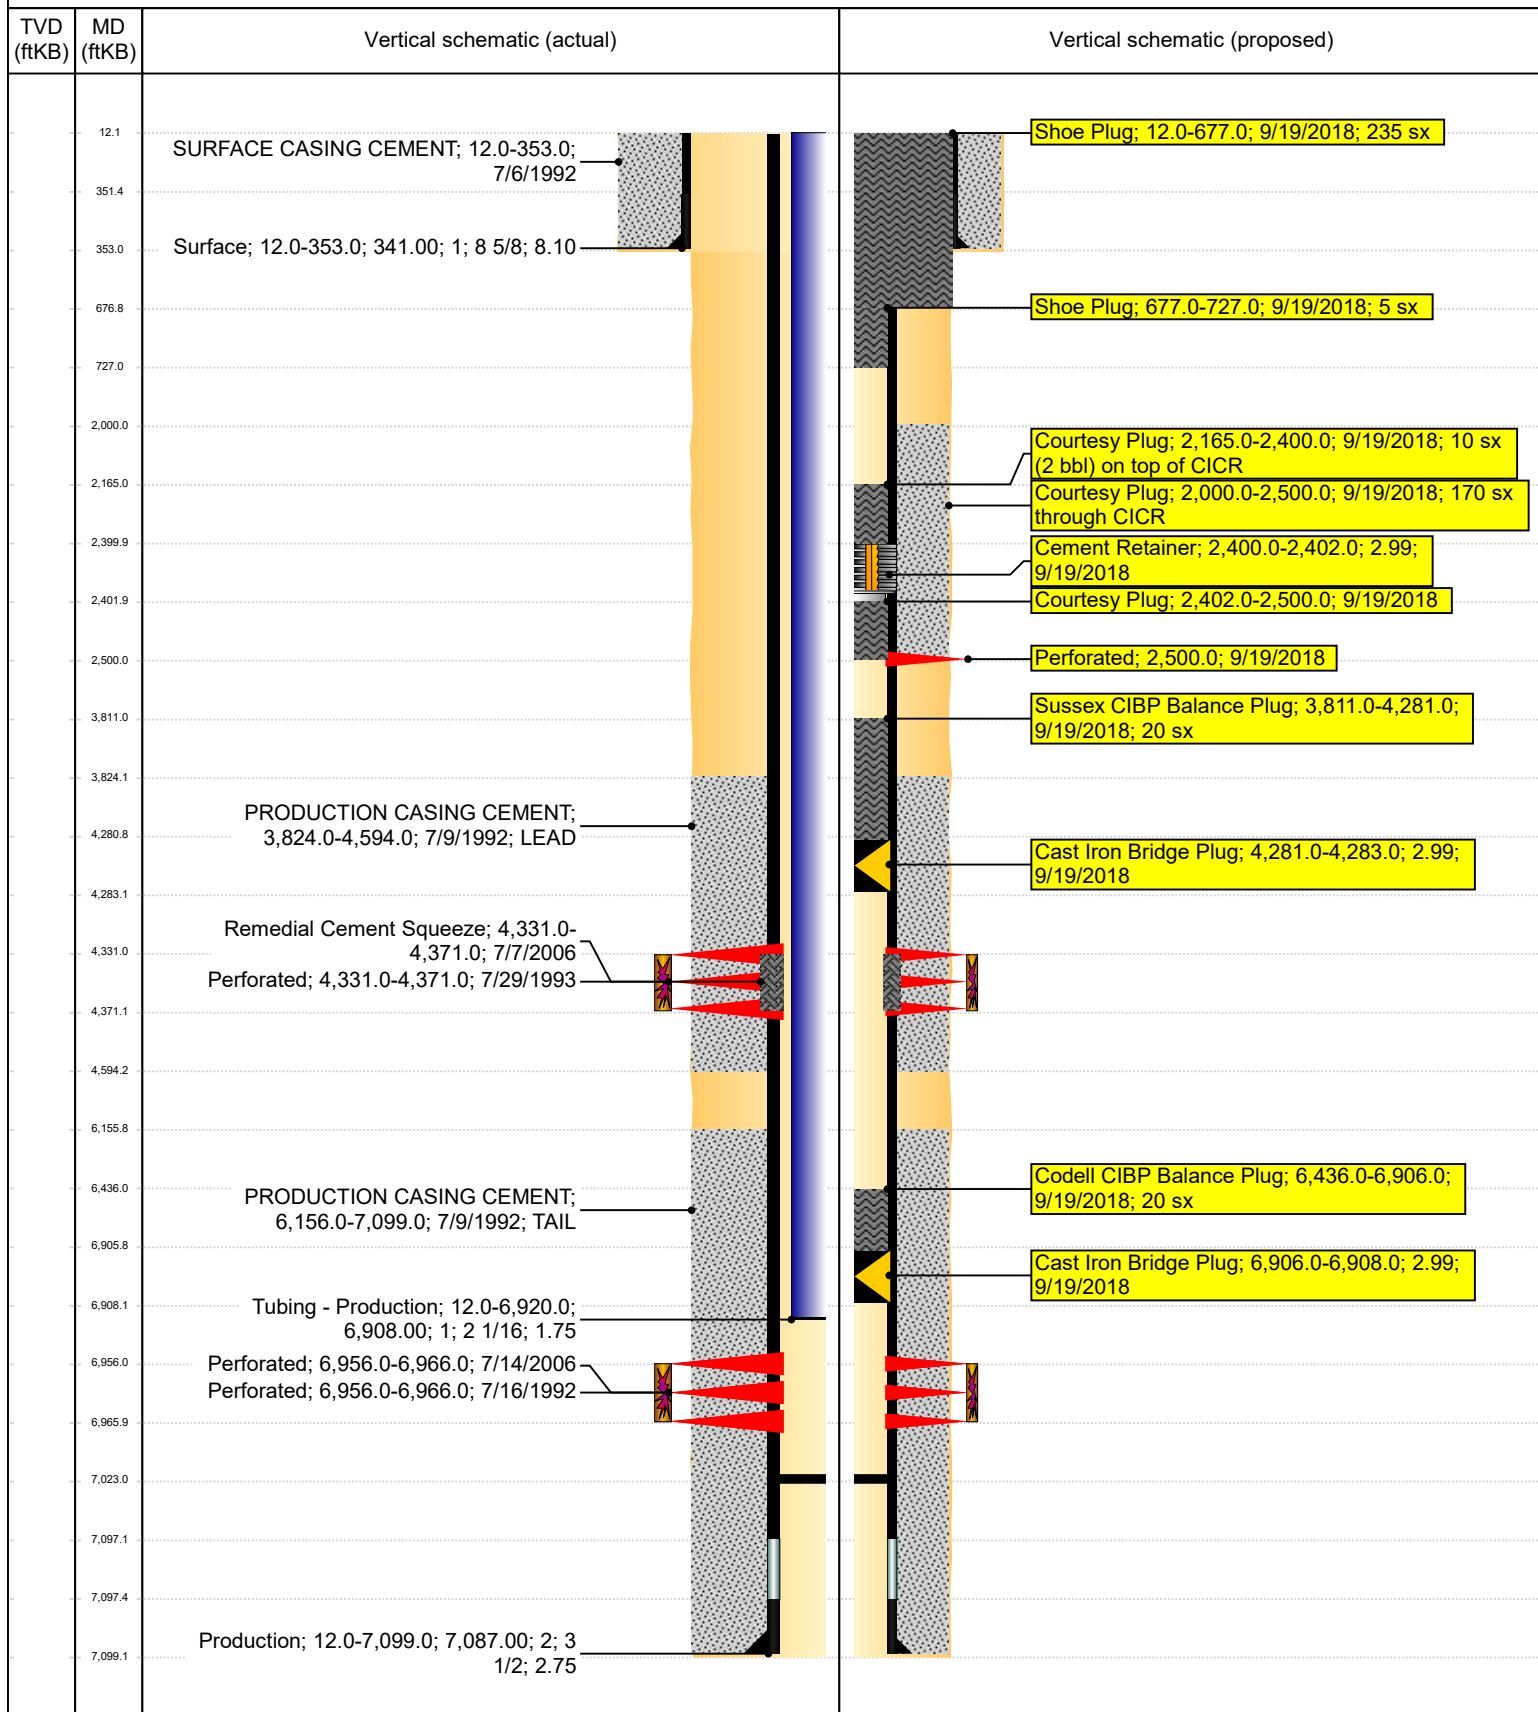 TVD
(ftKB)
MD
(ftKB)
Vertical schematic (actual)
Vertical schematic (proposed)
12.1
351.4
353.0
676.8
727.0
2,000.0
2,165.0
2,399.9
2,401.9
2,500.0
3,811.0
3,824.1
4,280.8
4,283.1
4,331.0
4,371.1
4,594.2
6,155.8
6,436.0
6,905.8
6,908.1
6,956.0
6,965.9
7,023.0
7,097.1
7,097.4
7,099.1
SURFACE CASING CEMENT; 12.0-353.0;
7/6/1992
Surface; 12.0-353.0; 341.00; 1; 8 5/8; 8.10
PRODUCTION CASING CEMENT;
3,824.0-4,594.0; 7/9/1992; LEAD
Remedial Cement Squeeze; 4,331.0-
4,371.0; 7/7/2006
Perforated; 4,331.0-4,371.0; 7/29/1993
PRODUCTION CASING CEMENT;
6,156.0-7,099.0; 7/9/1992; TAIL
Tubing - Production; 12.0-6,920.0;
6,908.00; 1; 2 1/16; 1.75
Perforated; 6,956.0-6,966.0; 7/14/2006
Perforated; 6,956.0-6,966.0; 7/16/1992
Production; 12.0-7,099.0; 7,087.00; 2; 3
1/2; 2.75
Shoe Plug; 12.0-677.0; 9/19/2018; 235 sx
Shoe Plug; 677.0-727.0; 9/19/2018; 5 sx
Courtesy Plug; 2,165.0-2,400.0; 9/19/2018; 10 sx
(2 bbl) on top of CICR
Courtesy Plug; 2,000.0-2,500.0; 9/19/2018; 170 sx
through CICR
Cement Retainer; 2,400.0-2,402.0; 2.99;
9/19/2018
Courtesy Plug; 2,402.0-2,500.0; 9/19/2018
Perforated; 2,500.0; 9/19/2018
Sussex CIBP Balance Plug; 3,811.0-4,281.0;
9/19/2018; 20 sx
Cast Iron Bridge Plug; 4,281.0-4,283.0; 2.99;
9/19/2018
Codell CIBP Balance Plug; 6,436.0-6,906.0;
9/19/2018; 20 sx
Cast Iron Bridge Plug; 6,906.0-6,908.0; 2.99;
9/19/2018